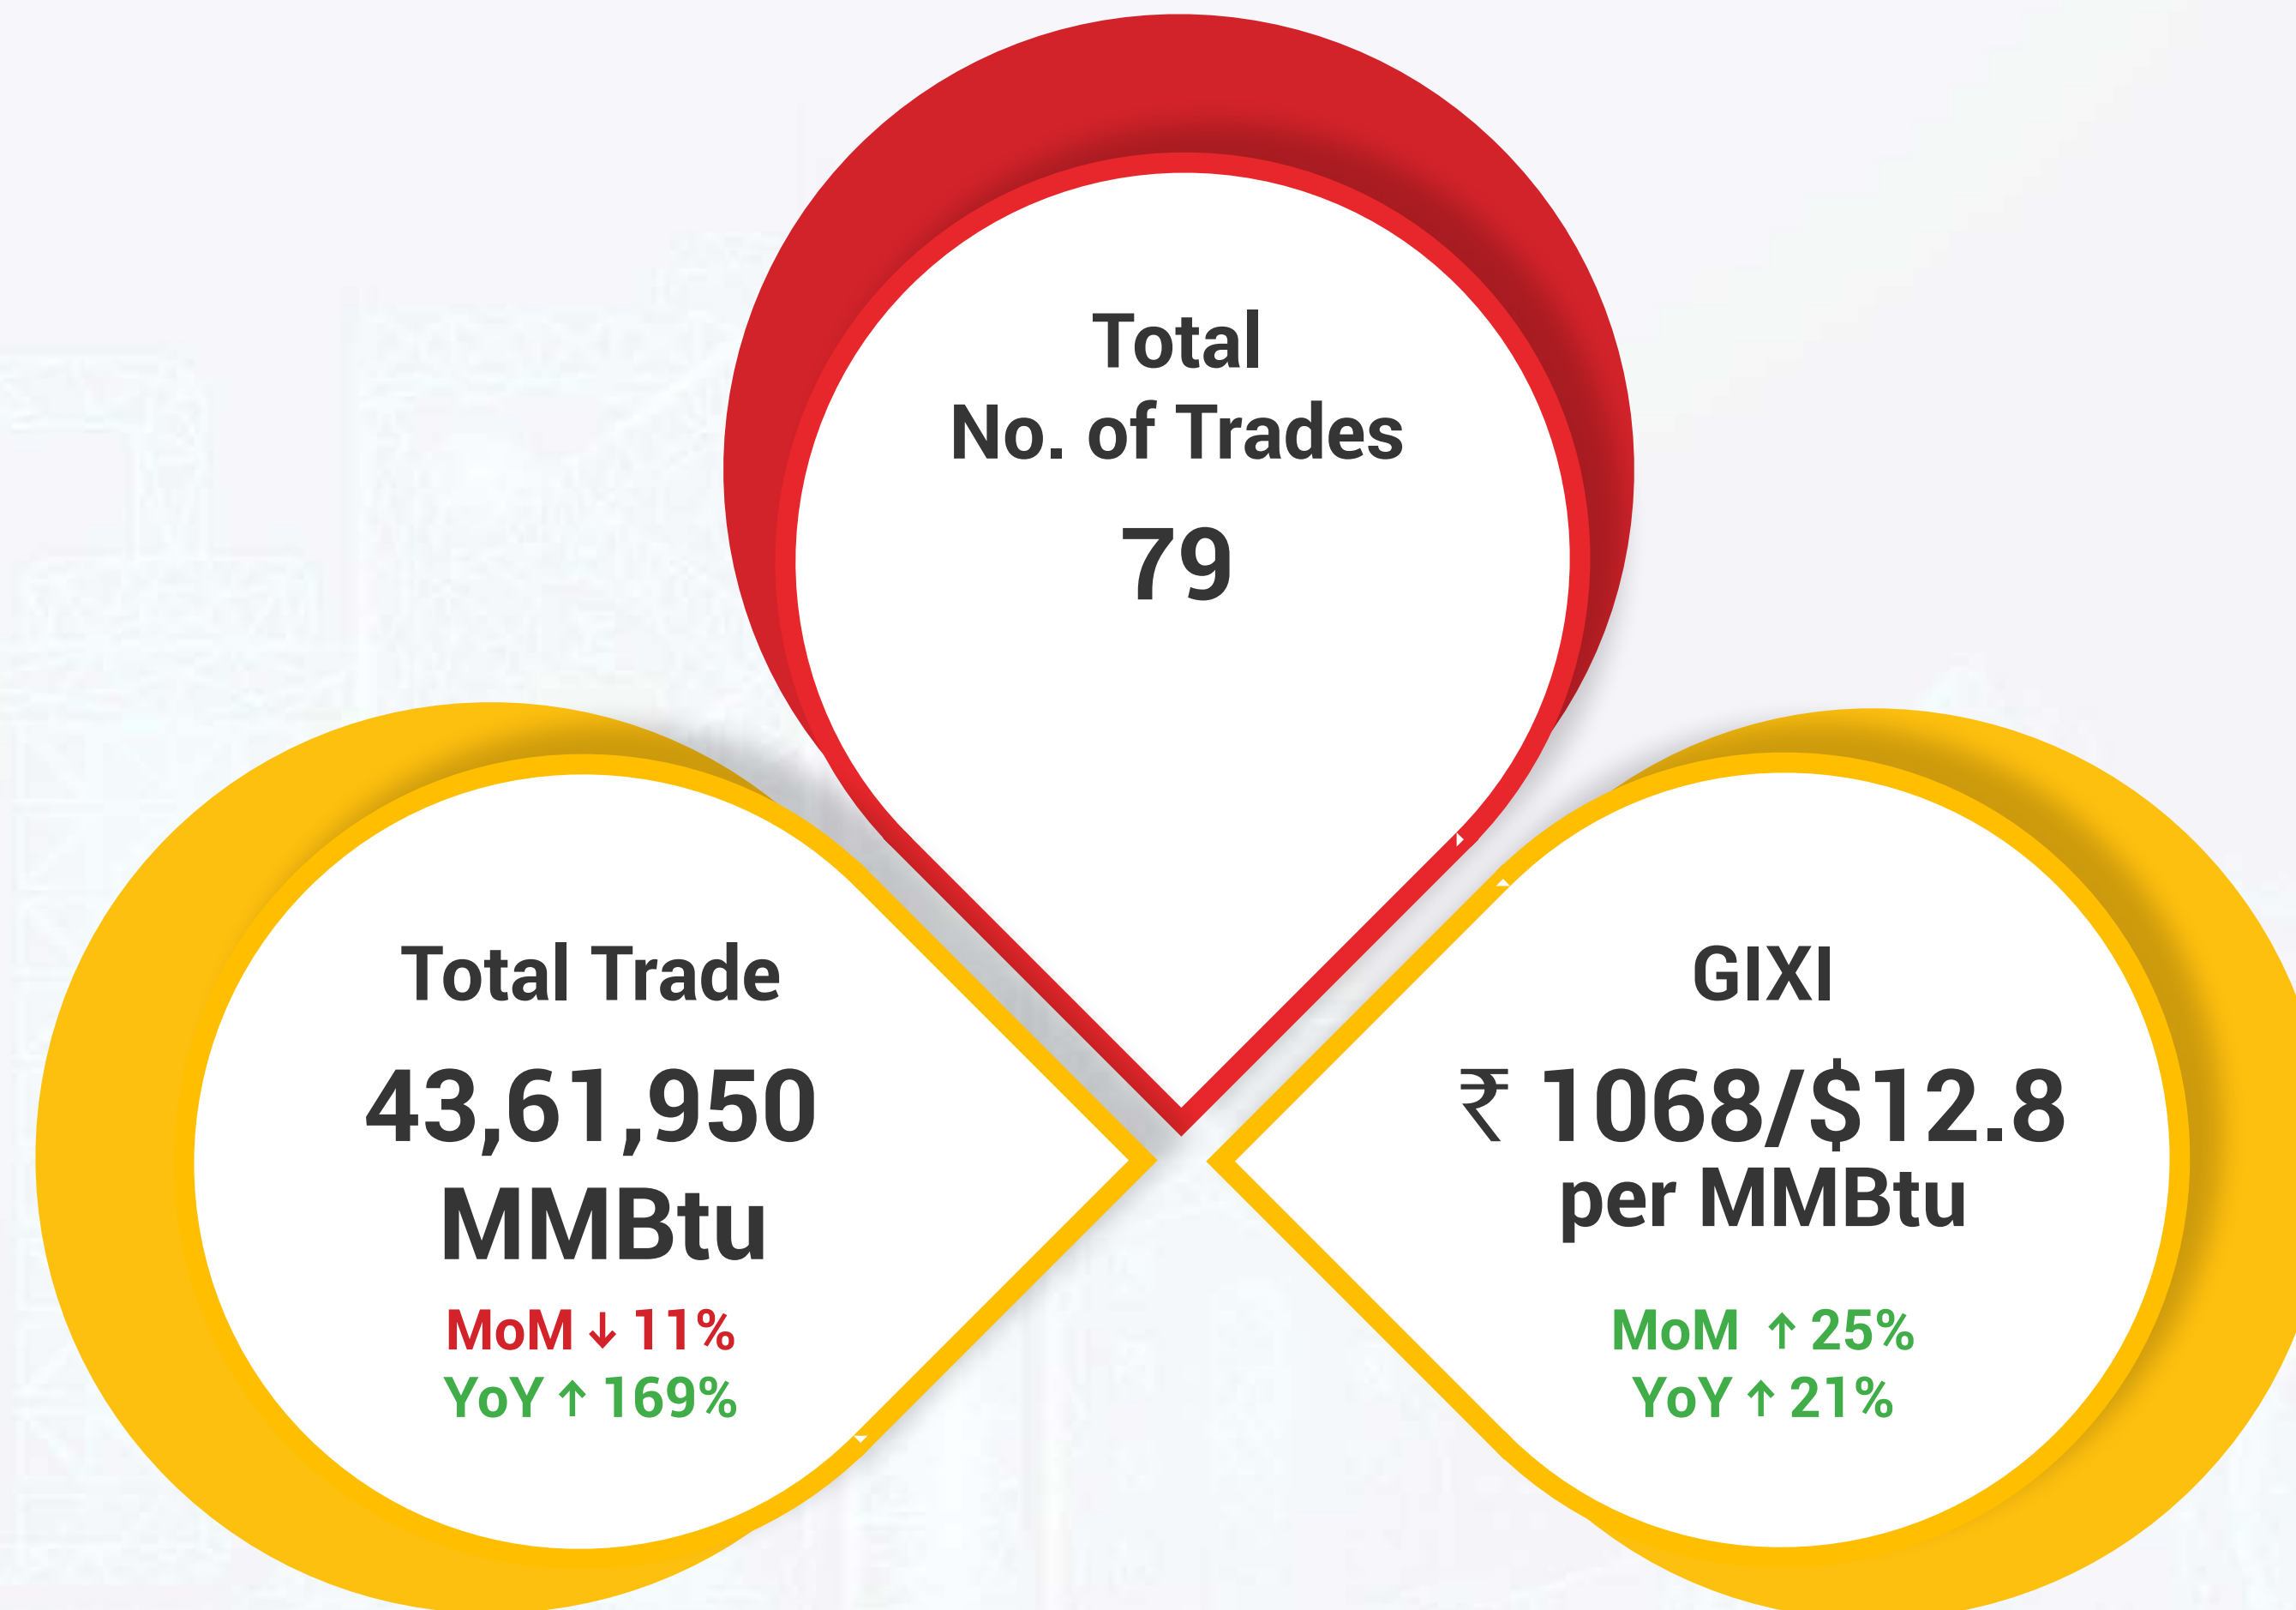 Total
No. of Trades
79
Total Trade
43,61,950
MMBtu
MoM ↓ 11%
YoY ↑ 169%
GIXI
₹ 1068/$12.8
per MMBtu
MoM ↑ 25%
YoY ↑ 21%